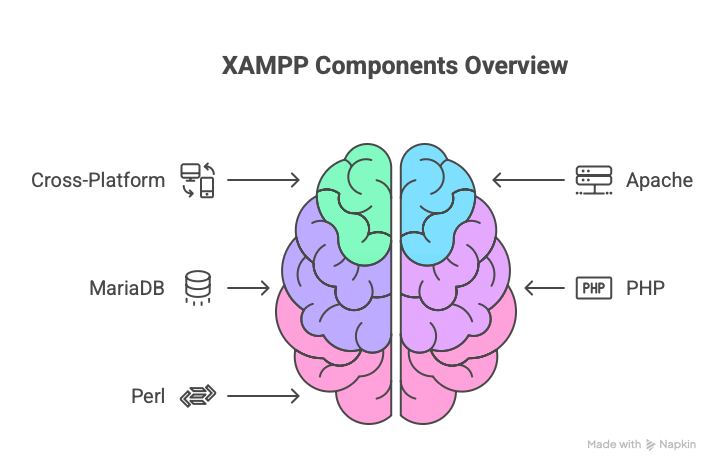 XAMPP Components Overview
Cross-Platform
Apache
MariaDB
PHP
PHP
Perl
Made with Napkin